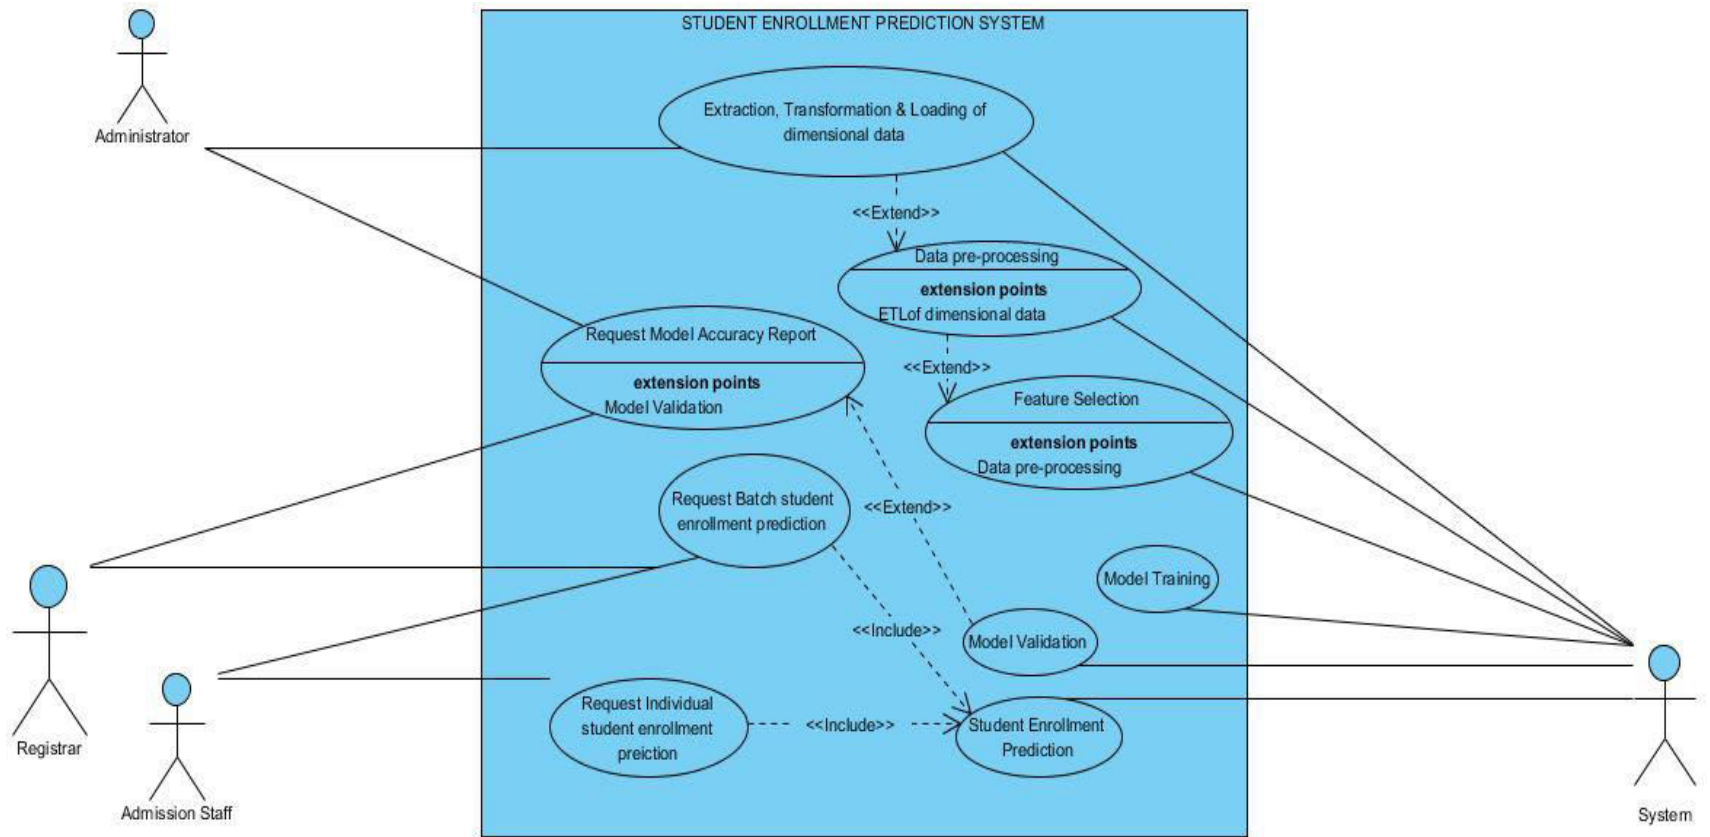 STUDENT ENROLLMENT PREDICTION SYSTEM
Administrator
Extraction, Transformation & Loading of
dimensional data
<<Extend>>
Data pre-processing
extension points
ETLof dimensional data
Request Model Accuracy Report
extension points
Model Validation
<<Extend>>
Feature Selection
extension points
Data pre-processing
Request Batch student
enrollment prediction
<<Extend>>
Model Training
<<Include>>
Model Validation
Registrar
Request Individual
student enrollment
preiction
<<Include>>
Student Enrollment
Prediction
Admission Staff
System